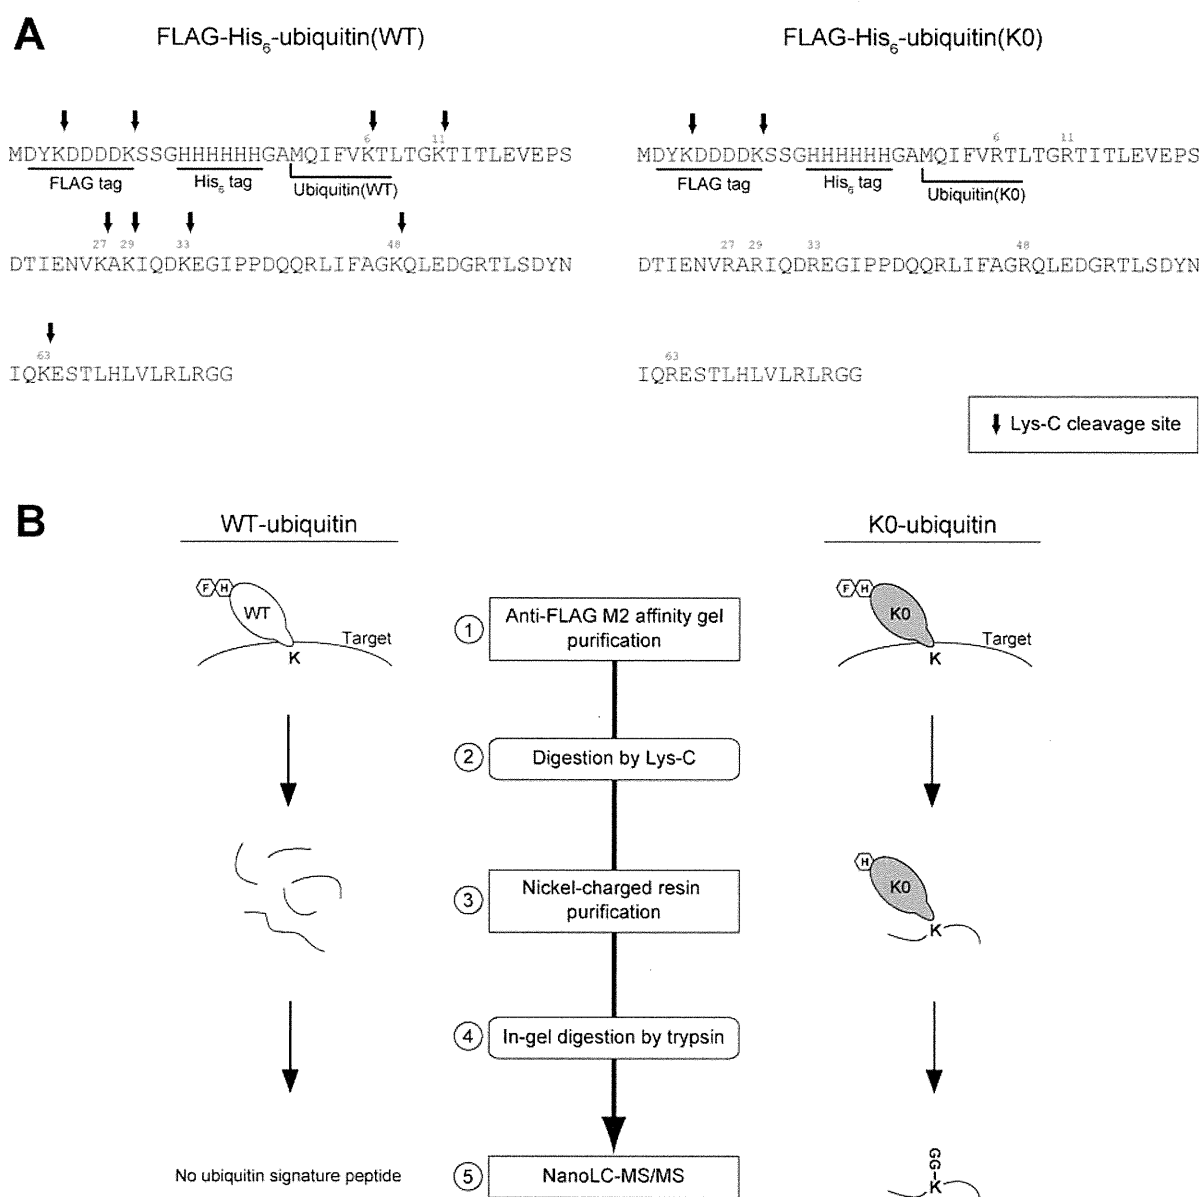 A
FLAG-His6-ubiquitin(WT)
FLAG-His6-ubiquitin(K0)
6 11
MDYKDDDDKSSGHHHHHHGAMQIFVKTLTGKTITLEVEPS
FLAG tag His6 tag Ubiquitin(WT)
27 29 33 48
DTIENVKAKIQDKEGIPPDQQRLIFAGKQLEDGRTLSDYN
63
IQKESTLHLVLRLRGG
6 11
MDYKDDDDKSSGHHHHHHGAMQIFVRTLTGRTITLEVEPS
FLAG tag His6 tag Ubiquitin(K0)
27 29 33 48
DTIENVRARIQDREGIPPDQQRLIFAGRQLEDGRTLSDYN
63
IQRESTLHLVLRLRGG
Lys-C cleavage site
B
WT-ubiquitin
K0-ubiquitin
F H
WT
Target
K
1
Anti-FLAG M2 affinity gel
purification
F H
K0
Target
K
2
Digestion by Lys-C
3
Nickel-charged resin
purification
H
K0
K
4
In-gel digestion by trypsin
No ubiquitin signature peptide
5
NanoLC-MS/MS
GG-K